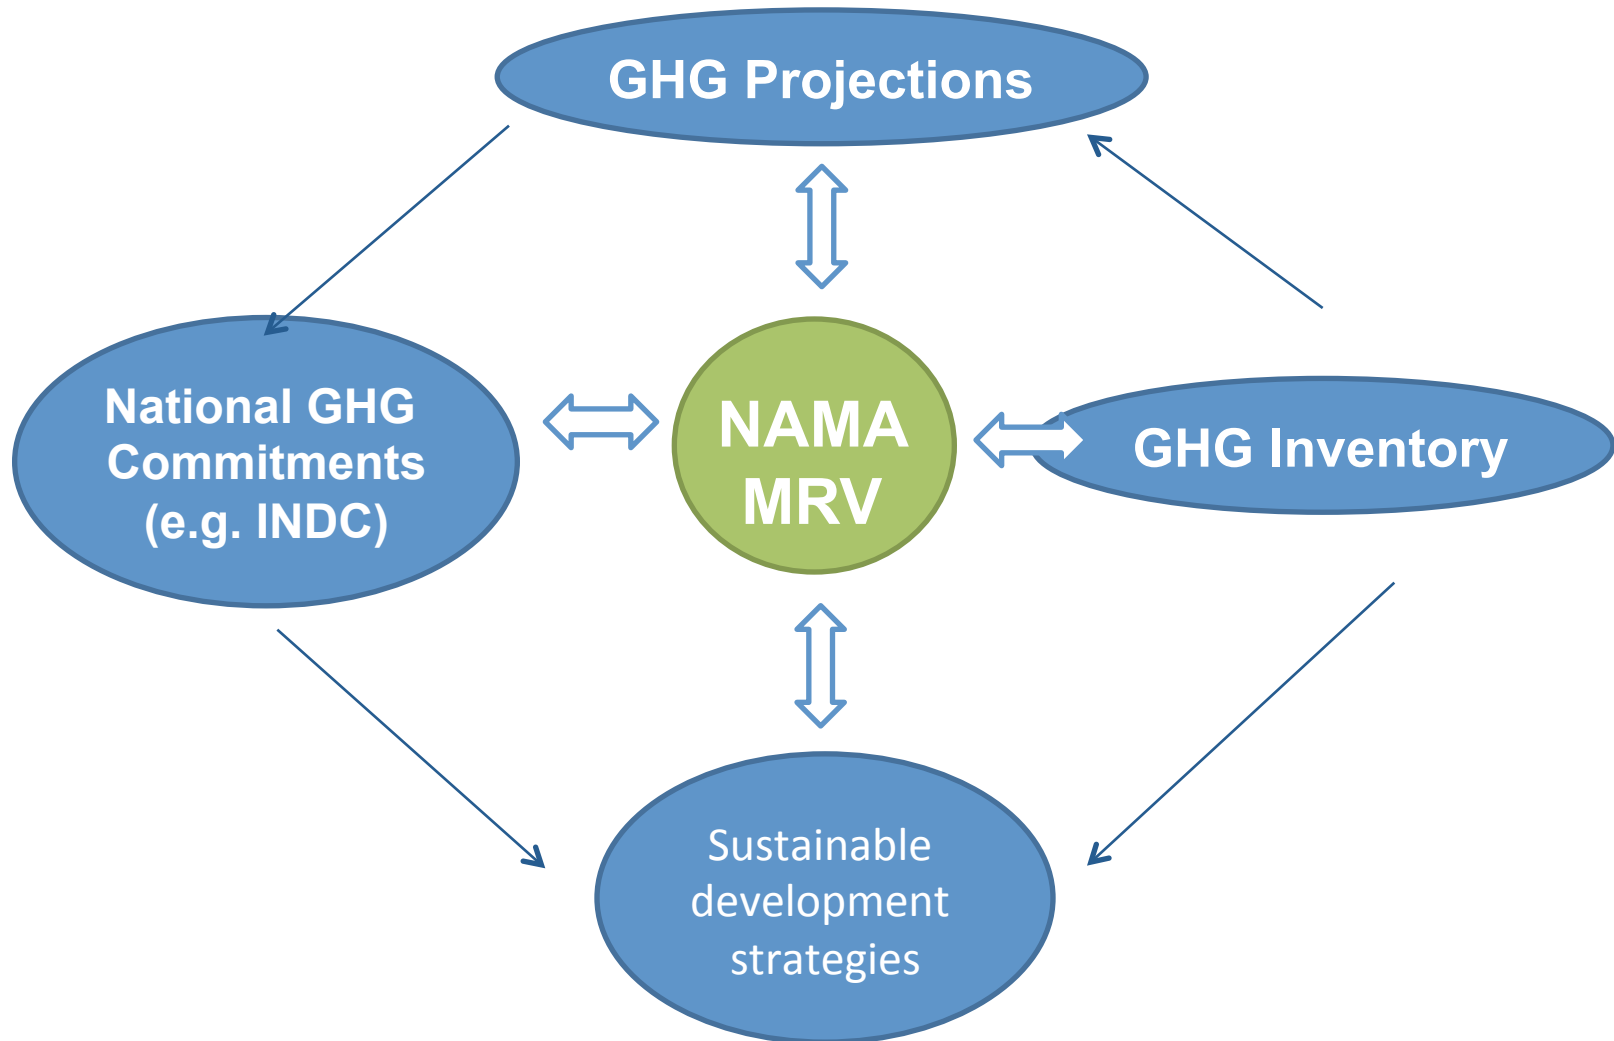 GHG Projections
National GHG
Commitments
(e.g. INDC)
NAMA
MRV
GHG Inventory
Sustainable
development
strategies